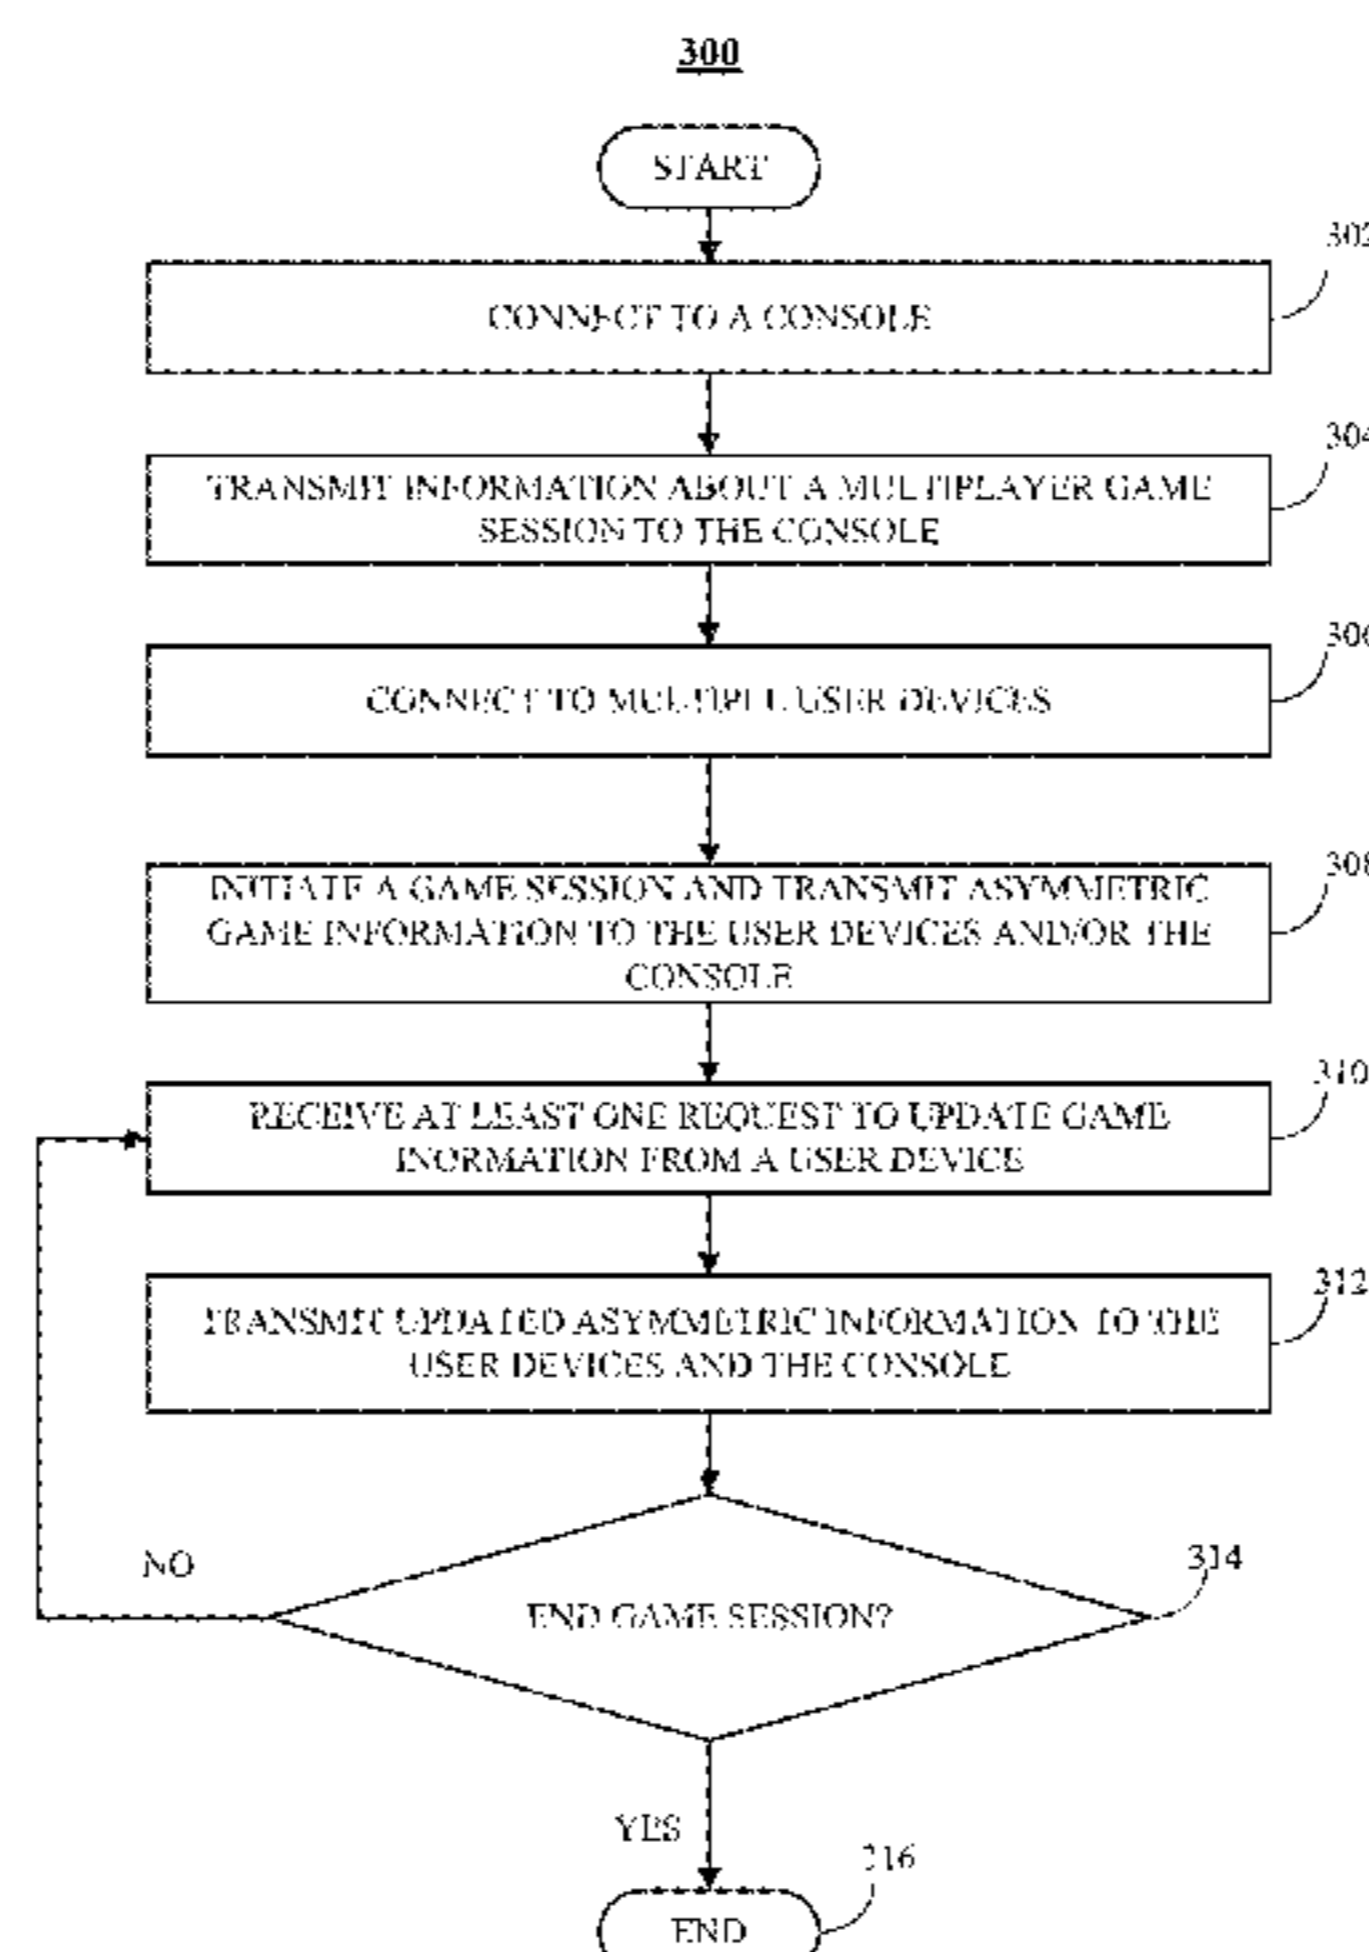 300
START
302
CONNECT TO A CONSOLE
304
TRANSMIT INFORMATION ABOUT A MULTIPLAYER GAME
SESSION TO THE CONSOLE
306
CONNECT TO MULTIPLE USER DEVICES
308
INITIATE A GAME SESSION AND TRANSMIT ASYMMETRIC
GAME INFORMATION TO THE USER DEVICES AND/OR THE
CONSOLE
310
RECEIVE AT LEAST ONE REQUEST TO UPDATE GAME
INORMATION FROM A USER DEVICE
312
TRANSMIT UPDATED ASYMMETRIC INFORMATION TO THE
USER DEVICES AND THE CONSOLE
NO
314
END GAME SESSION?
YES
316
END